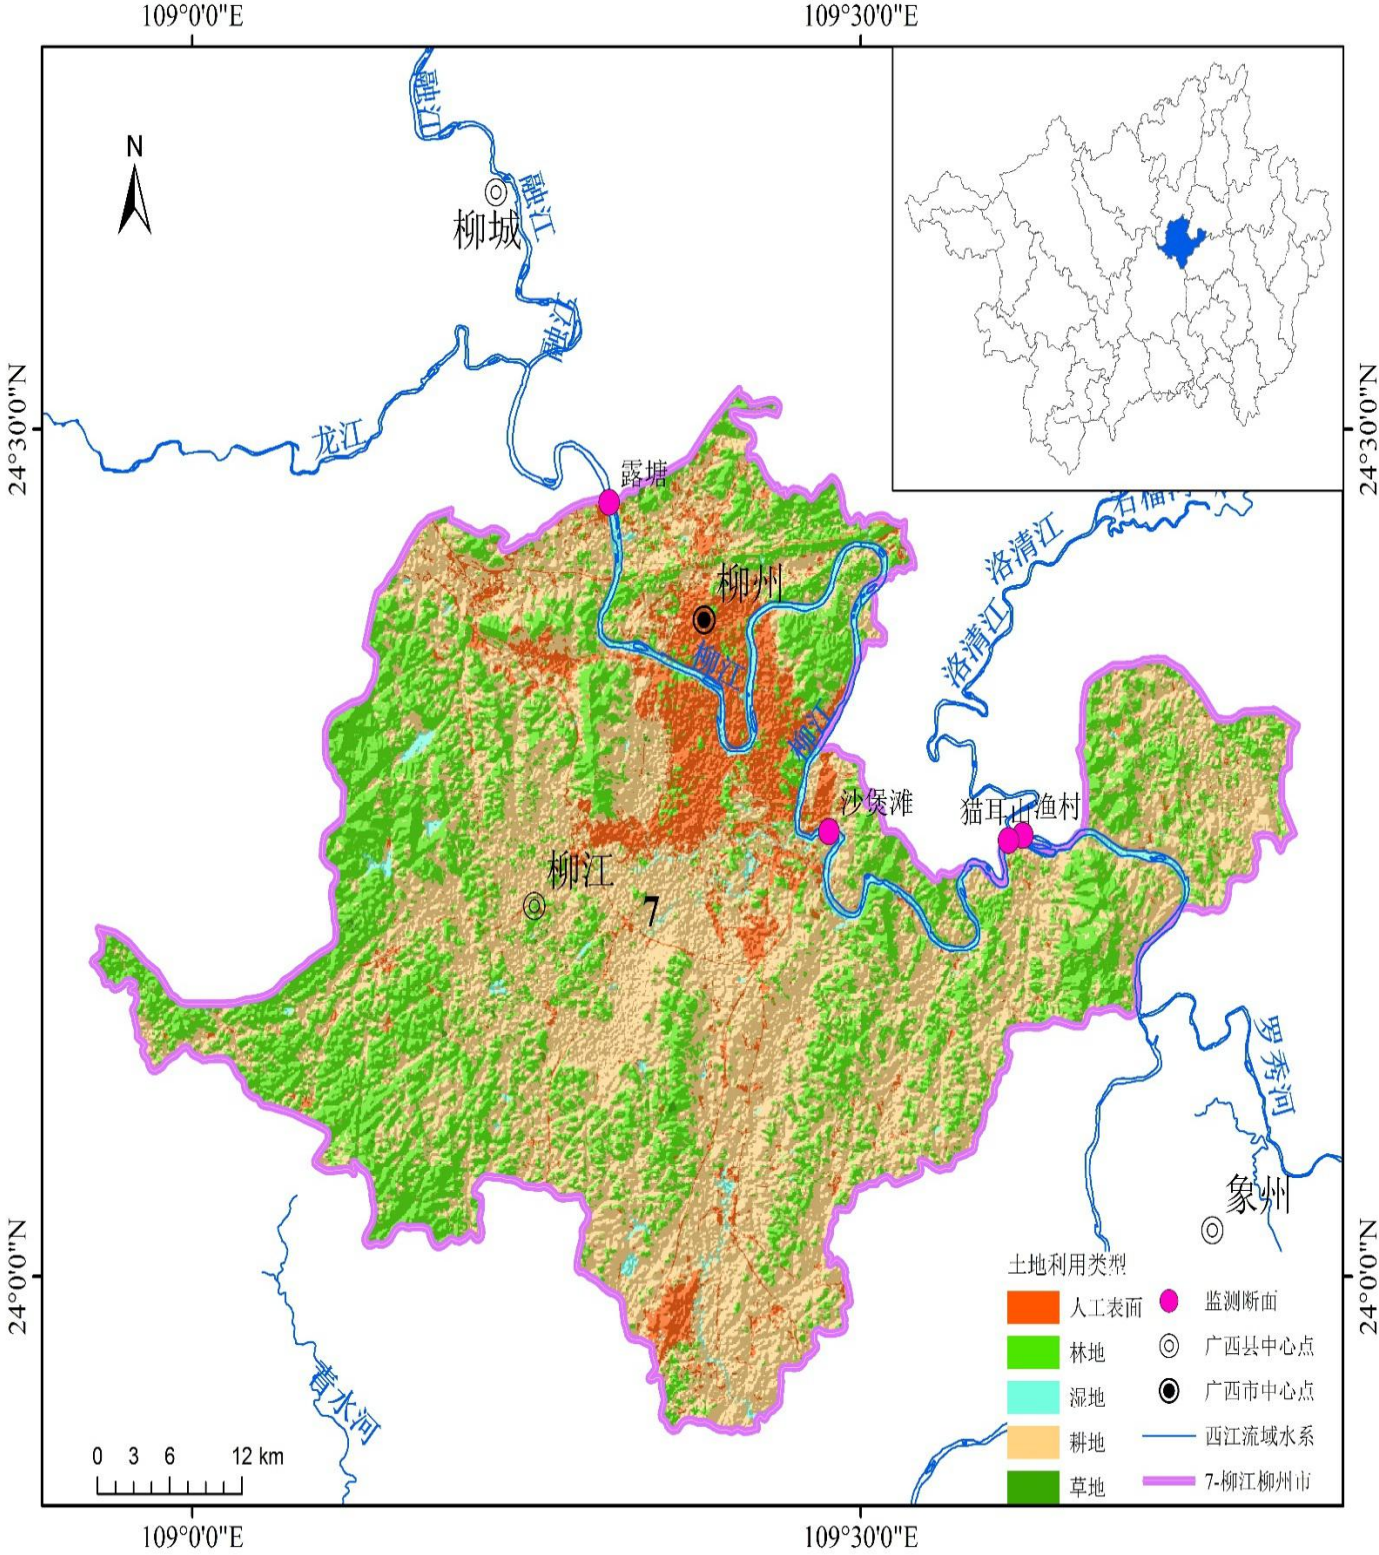 109°0'0"E
109°30'0"E
融江
N
融江
柳城
融江
24°30'0"N
24°30'0"N
龙江
露塘
洛清江
柳州
洛清江
柳江
柳江
沙煲滩
猫耳山
渔村
柳江
7
罗秀河
象州
24°0'0"N
24°0'0"N
土地利用类型
人工表面
监测断面
林地
广西县中心点
湿地
广西市中心点
耕地
西江流域水系
草地
7-柳江柳州市
青水河
0 3 6 12 km
109°0'0"E
109°30'0"E